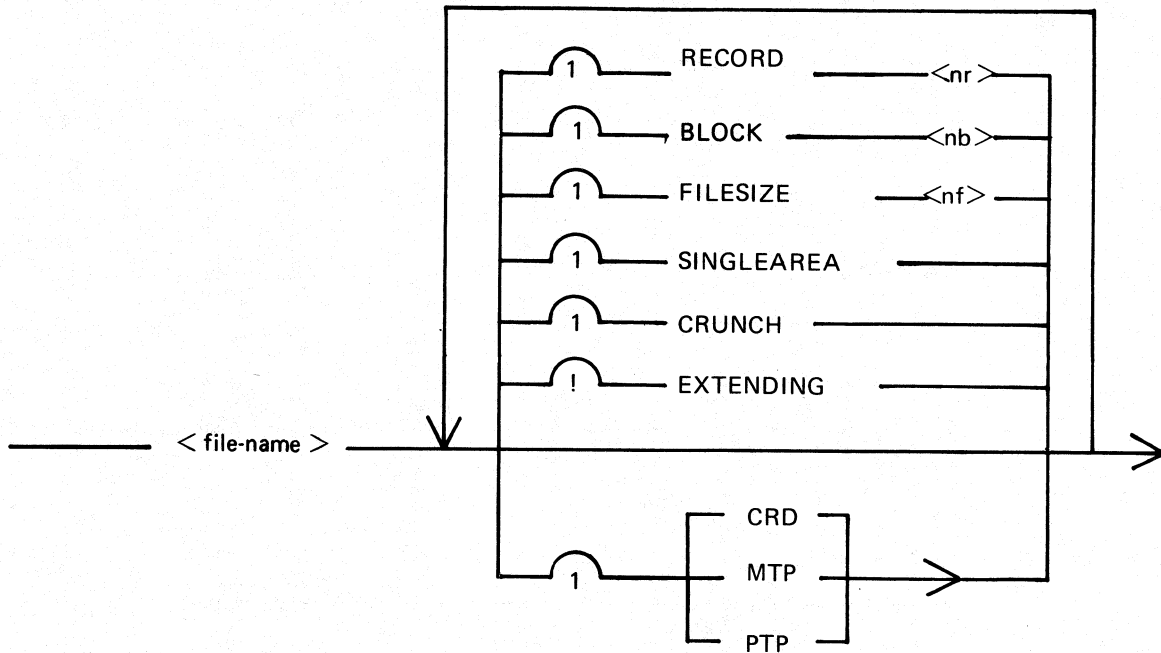 1 RECORD <nr>
1 BLOCK <nb>
1 FILESIZE <nf>
1 SINGLEAREA
1 CRUNCH
! EXTENDING
< file-name >
CRD
1 MTP
PTP